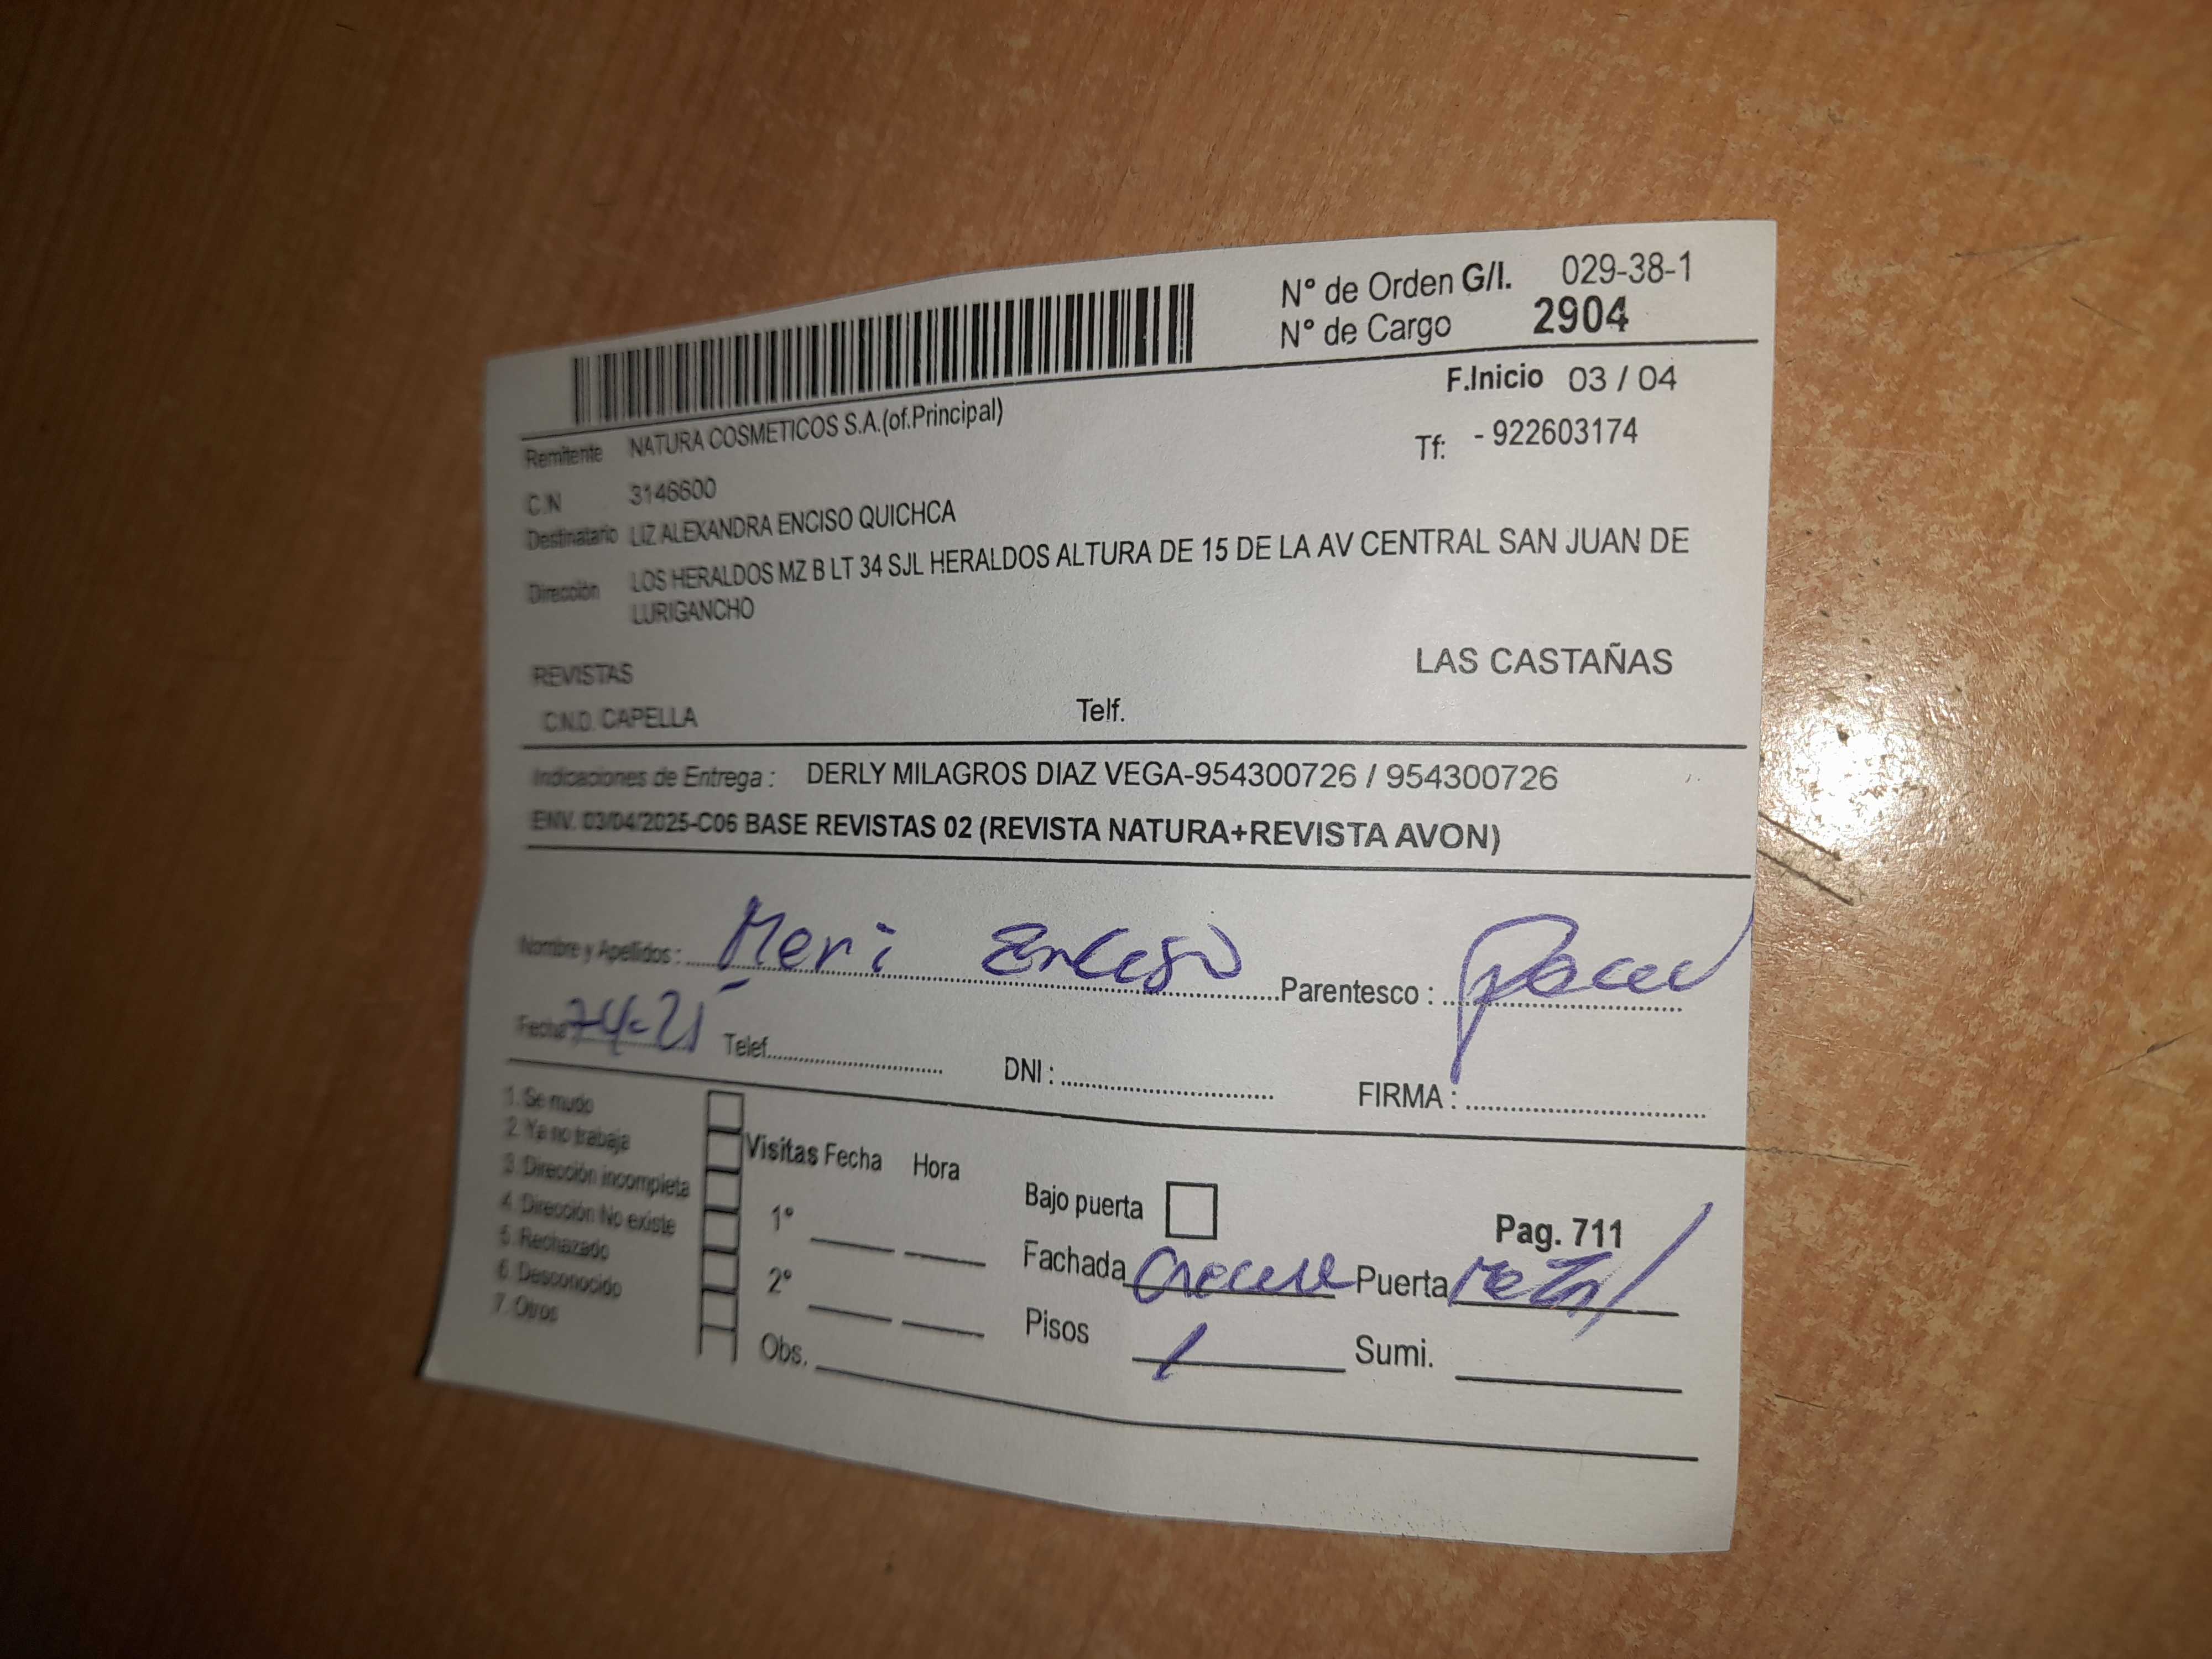 N° de Orden G/I. 029-38-1
N° de Cargo 2904
F.Inicio 03 / 04
Remitente NATURA COSMETICOS S.A.(of.Principal)
Tf: - 922603174
C.N 3146600
Destinatario LIZ ALEXANDRA ENCISO QUICHCA
Dirección LOS HERALDOS MZ B LT 34 SJL HERALDOS ALTURA DE 15 DE LA AV CENTRAL SAN JUAN DE
LURIGANCHO
REVISTAS LAS CASTAÑAS
C.N.D. CAPELLA Telf.
Indicaciones de Entrega : DERLY MILAGROS DIAZ VEGA-954300726 / 954300726
ENV. 03/04/2025-C06 BASE REVISTAS 02 (REVISTA NATURA+REVISTA AVON)
Nombre y Apellidos : Meri Enciso Parentesco :
Fecha Telef. DNI : FIRMA :
1. Se mudo
2. Ya no trabaja
3. Dirección incompleta
4. Dirección No existe
5. Rechazado
6. Desconocido
7. Otros
Visitas Fecha Hora
1°
2°
Obs.
Bajo puerta
Pag. 711
Fachada Puerta Metal
Pisos 1 Sumi.